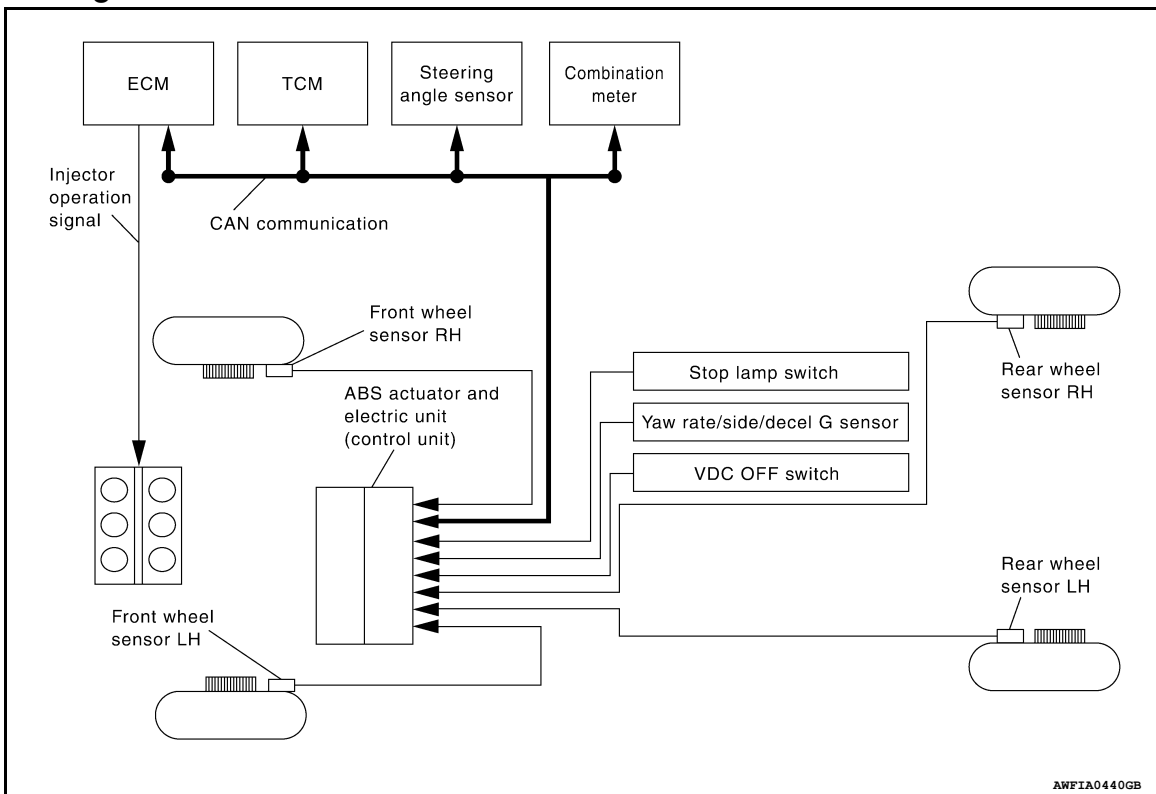 ECM
TCM
Steering
angle sensor
Combination
meter
Injector
operation
signal
CAN communication
Front wheel
sensor RH
ABS actuator and
electric unit
(control unit)
Stop lamp switch
Yaw rate/side/decel G sensor
VDC OFF switch
Rear wheel
sensor RH
Rear wheel
sensor LH
Front wheel
sensor LH
AWFIA0440GB